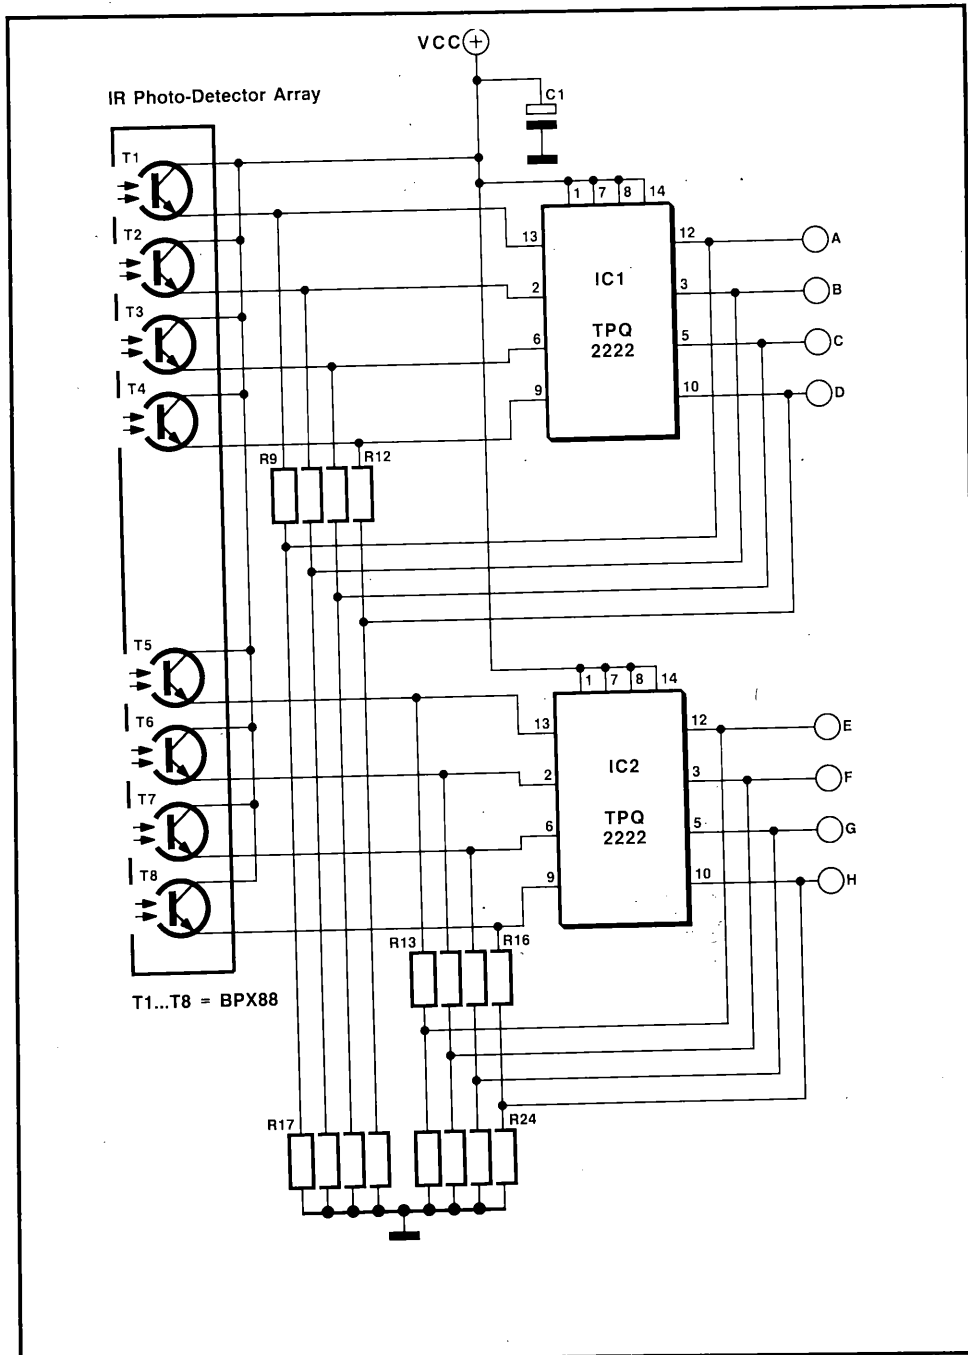 VCC
C1
IR Photo-Detector Array
T1
T2
T3
T4
1 7 8 14
13
2
6
9
IC1
TPQ
2222
12
3
5
10
A
B
C
D
R9
R12
T5
T6
T7
T8
1 7 8 14
13
2
6
9
IC2
TPQ
2222
12
3
5
10
E
F
G
H
R13
R16
T1...T8 = BPX88
R17
R24